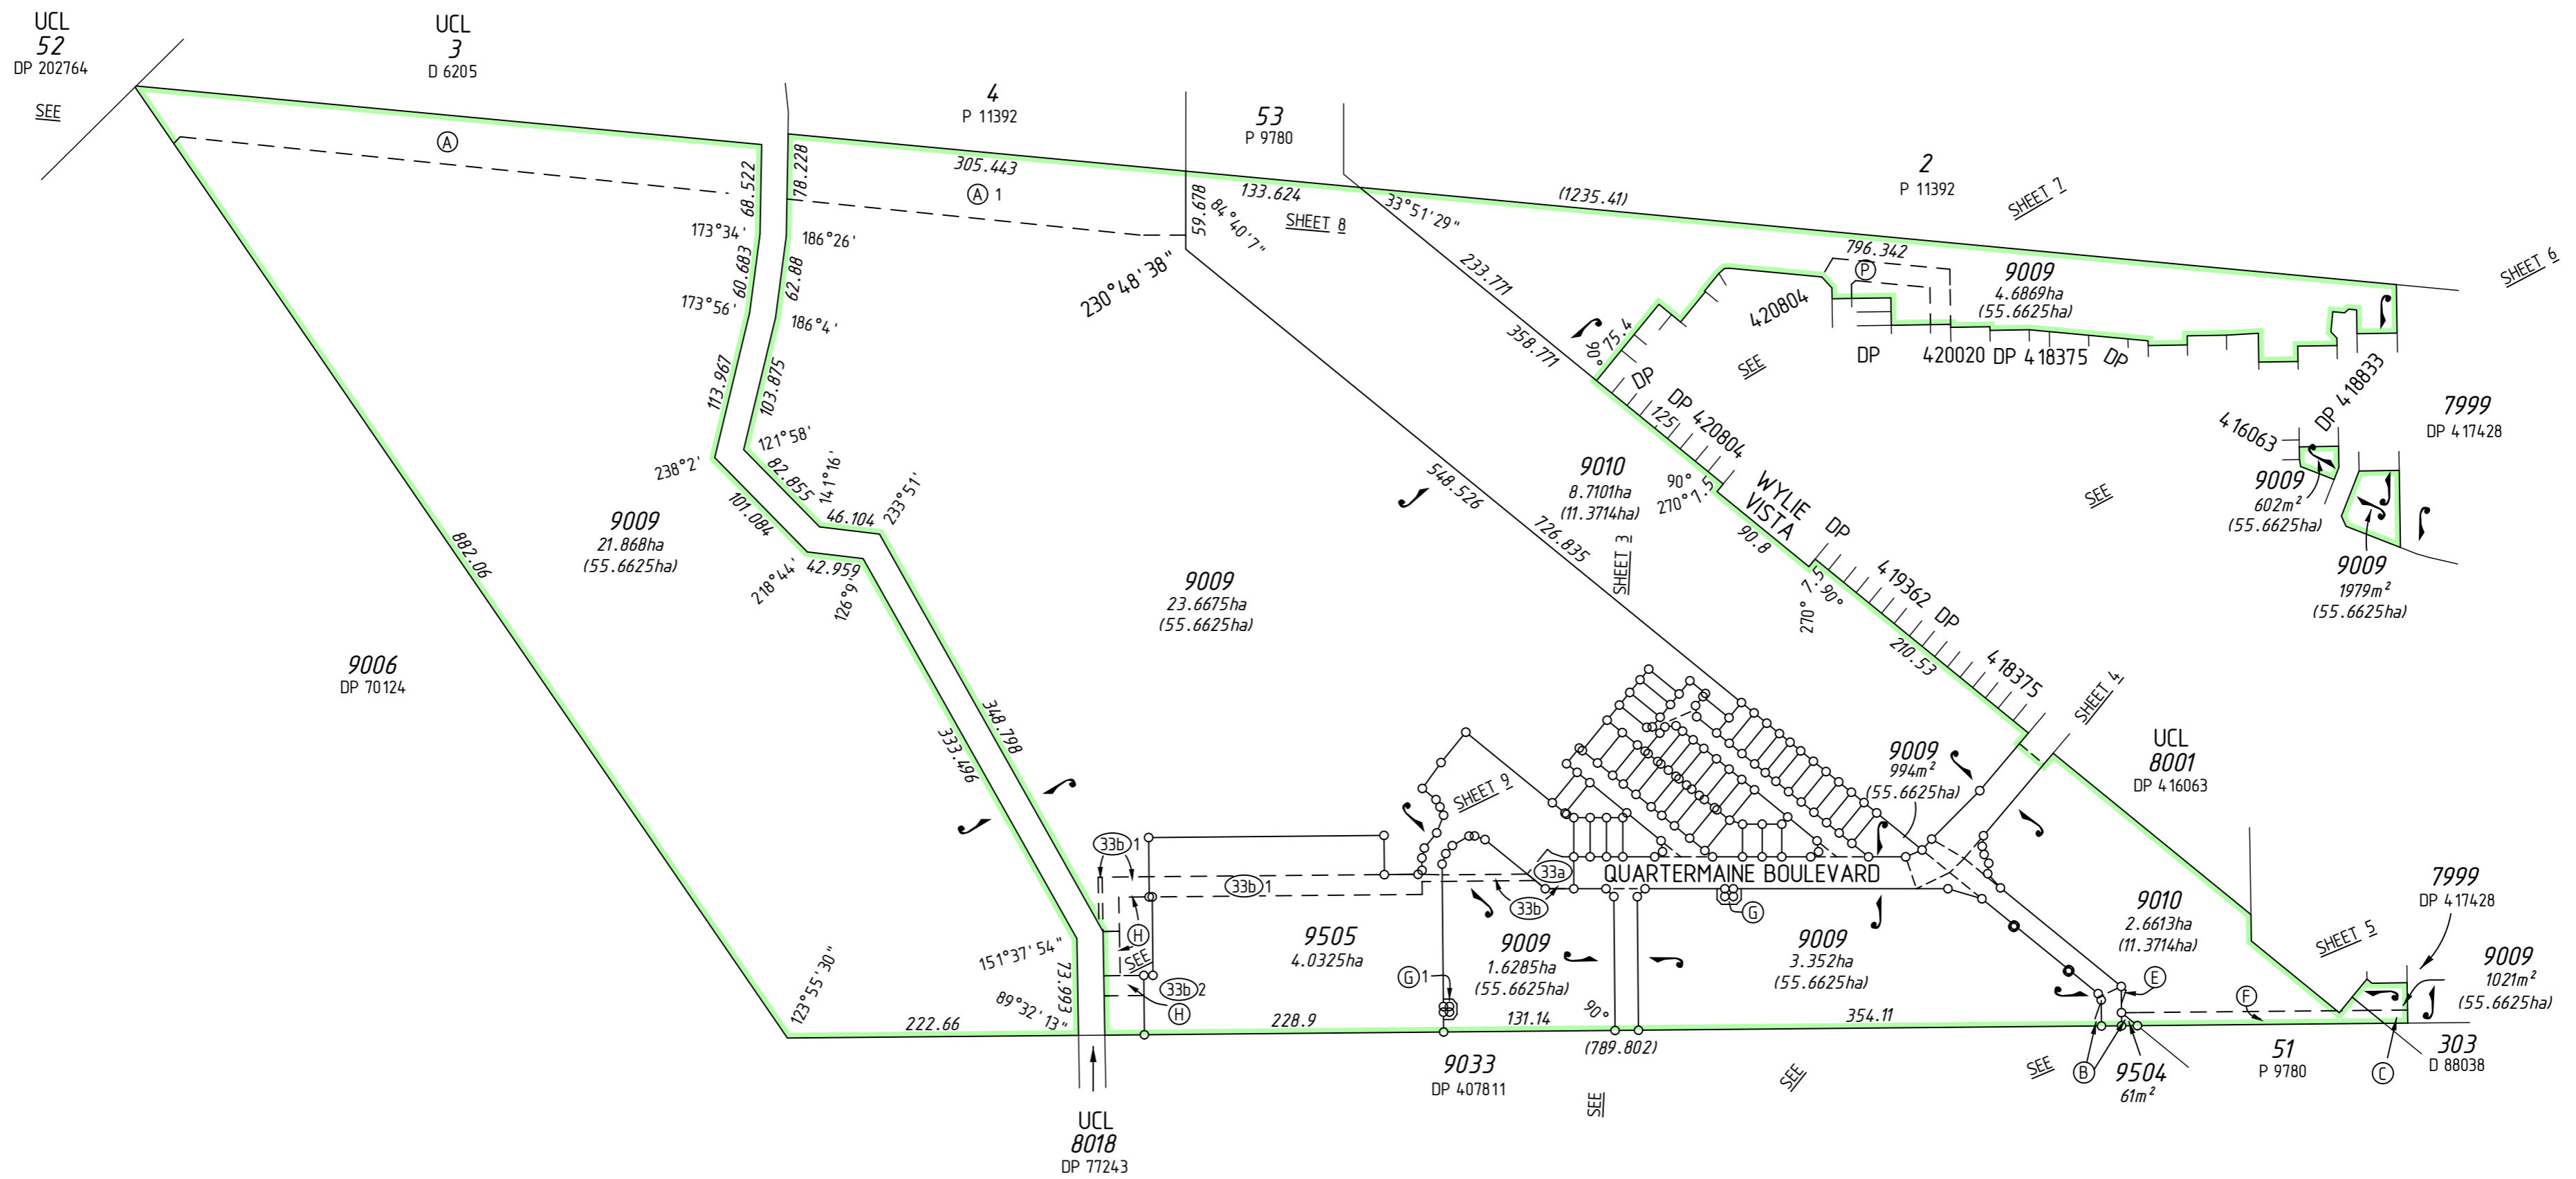 UCL
52
DP 202764
SEE
UCL
3
D 6205
4
P 11392
53
P 9780
2
P 11392
SHEET 7
SHEET 6
A
A 1
305.443
133.624
SHEET 8
(1235.41)
796.342
P
68.522
78.228
59.678
84°40'7"
33°51'29"
173°34'
186°26'
60.683
62.88
173°56'
186°4'
113.967
103.875
121°58'
238°2'
82.855
141°16'
101.084
46.104
233°51'
218°44'
42.959
126°9'
230°48'38"
233.771
358.771
75.4
90°
420804
SEE
9009
4.6869ha
(55.6625ha)
DP
420020
DP 418375
DP
DP 418833
416063
7999
DP 417428
9009
602m²
(55.6625ha)
9009
1979m²
(55.6625ha)
SEE
DP
DP 420804
125
90°
270°
7.5
WYLIE
VISTA
DP
90.8
7.5
90°
270°
419362
DP
210.53
418375
SHEET 4
9010
8.7101ha
(11.3714ha)
548.526
726.835
SHEET 3
9009
21.868ha
(55.6625ha)
9009
23.6675ha
(55.6625ha)
882.06
9006
DP 70124
348.798
333.496
UCL
8001
DP 416063
9009
994m²
(55.6625ha)
SHEET 9
33b 1
33b 1
33a
33b
QUARTERMAINE BOULEVARD
G
H
SEE
33b 2
H
9505
4.0325ha
G 1
9009
1.6285ha
(55.6625ha)
90°
9009
3.352ha
(55.6625ha)
9010
2.6613ha
(11.3714ha)
SHEET 5
7999
DP 417428
9009
1021m²
(55.6625ha)
E
F
151°37'54"
73.993
89°32'13"
123°55'30"
222.66
228.9
131.14
354.11
(789.802)
9033
DP 407811
SEE
SEE
SEE
B
9504
61m²
51
P 9780
C
303
D 88038
UCL
8018
DP 77243